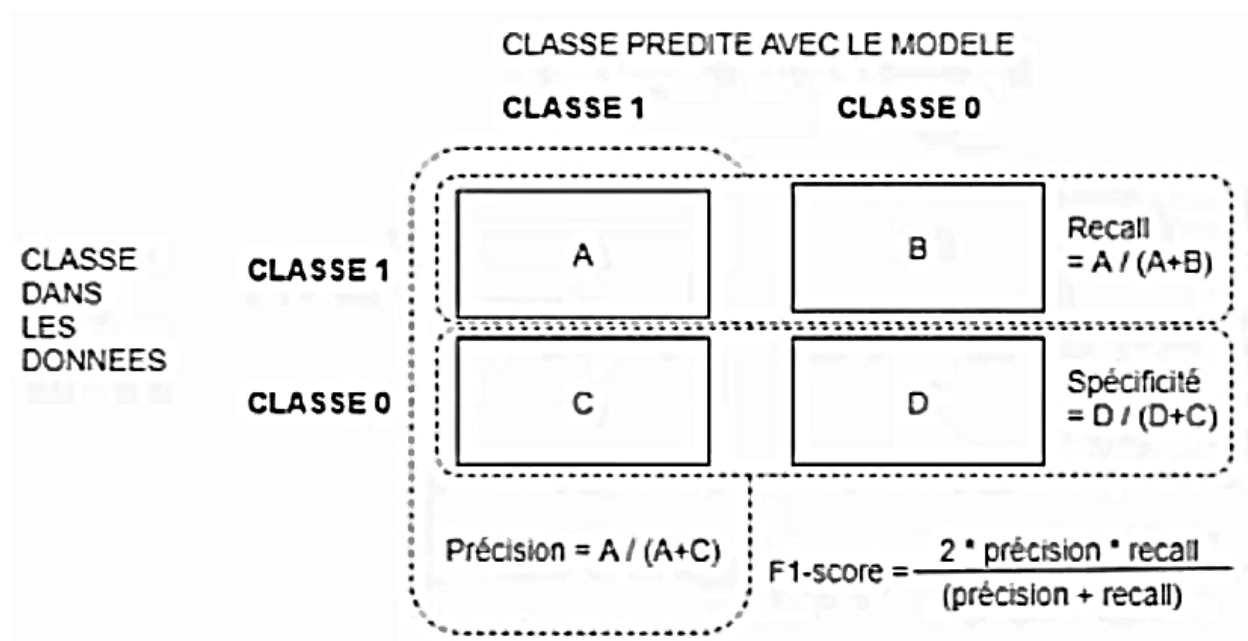 CLASSE PREDITE AVEC LE MODELE
CLASSE 1 CLASSE 0
CLASSE
DANS
LES
DONNEES
CLASSE 1
A
B
Recall
= A / (A+B)
CLASSE 0
C
D
Spécificité
= D / (D+C)
Précision = A / (A+C)
F1-score = 2 * précision * recall
(précision + recall)